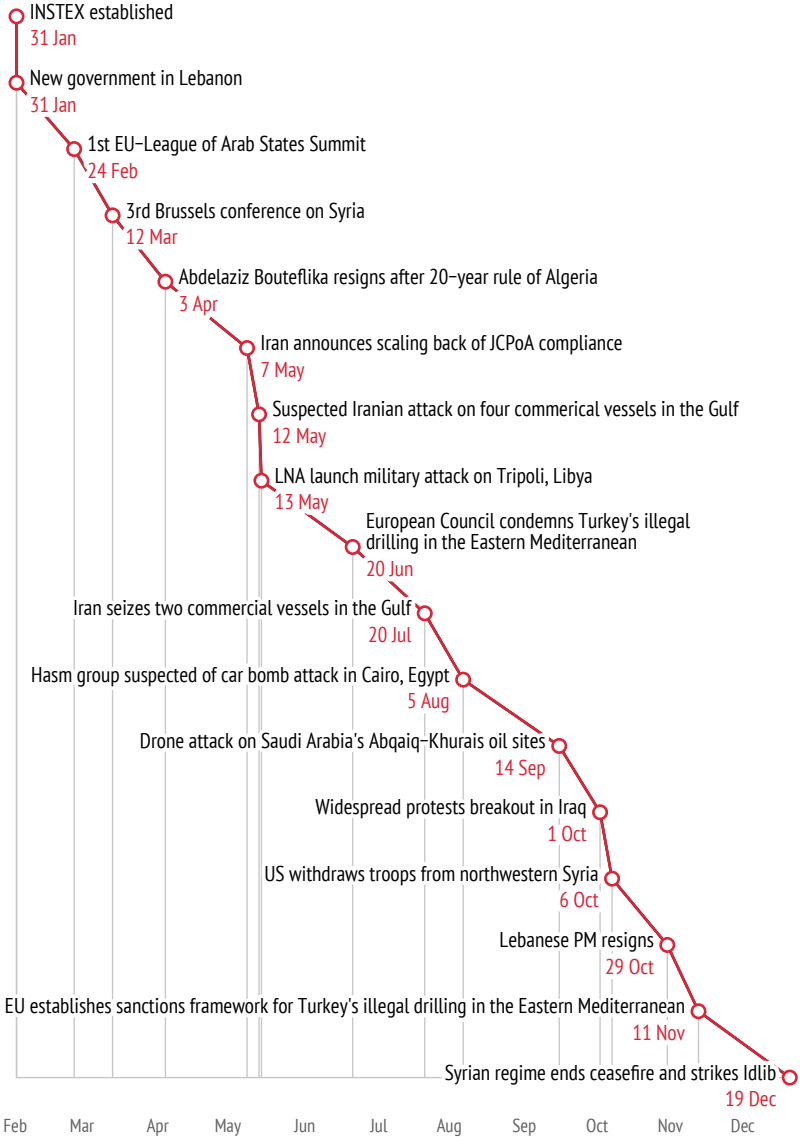 INSTEX established
31 Jan
New government in Lebanon
31 Jan
1st EU–League of Arab States Summit
24 Feb
3rd Brussels conference on Syria
12 Mar
Abdelaziz Bouteflika resigns after 20–year rule of Algeria
3 Apr
Iran announces scaling back of JCPoA compliance
7 May
Suspected Iranian attack on four commerical vessels in the Gulf
12 May
LNA launch military attack on Tripoli, Libya
13 May
European Council condemns Turkey's illegal
drilling in the Eastern Mediterranean
20 Jun
Iran seizes two commercial vessels in the Gulf
20 Jul
Hasm group suspected of car bomb attack in Cairo, Egypt
5 Aug
Drone attack on Saudi Arabia's Abqaiq–Khurais oil sites
14 Sep
Widespread protests breakout in Iraq
1 Oct
US withdraws troops from northwestern Syria
6 Oct
Lebanese PM resigns
29 Oct
EU establishes sanctions framework for Turkey's illegal drilling in the Eastern Mediterranean
11 Nov
Syrian regime ends ceasefire and strikes Idlib
19 Dec
Feb Mar Apr May Jun Jul Aug Sep Oct Nov Dec